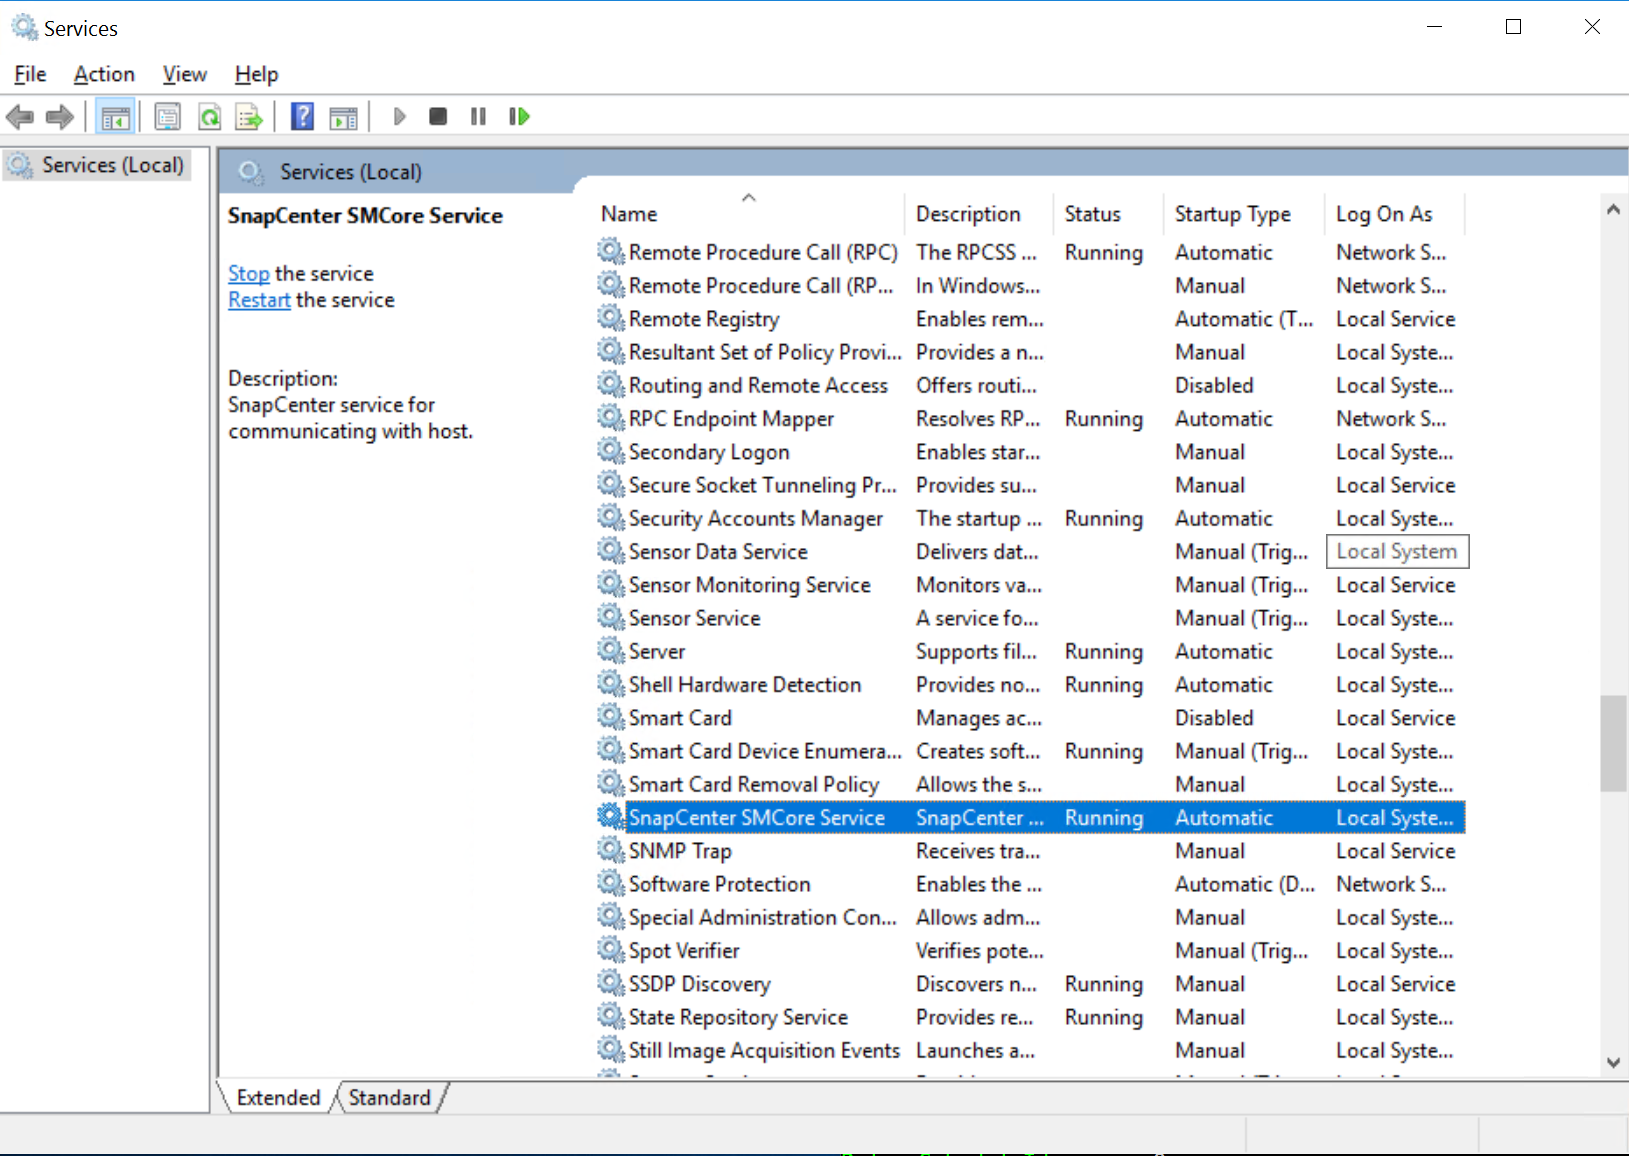 Services
File Action View Help
Services (Local)
Services (Local)
SnapCenter SMCore Service
Stop the service
Restart the service
Description:
SnapCenter service for
communicating with host.
Name Description Status Startup Type Log On As
Remote Procedure Call (RPC) The RPCSS ... Running Automatic Network S...
Remote Procedure Call (RP... In Windows... Manual Network S...
Remote Registry Enables rem... Automatic (T... Local Service
Resultant Set of Policy Provi... Provides a n... Manual Local Syste...
Routing and Remote Access Offers routi... Disabled Local Syste...
RPC Endpoint Mapper Resolves RP... Running Automatic Network S...
Secondary Logon Enables star... Manual Local Syste...
Secure Socket Tunneling Pr... Provides su... Manual Local Service
Security Accounts Manager The startup ... Running Automatic Local Syste...
Sensor Data Service Delivers dat... Manual (Trig... Local System
Sensor Monitoring Service Monitors va... Manual (Trig... Local Service
Sensor Service A service fo... Manual (Trig... Local Syste...
Server Supports fil... Running Automatic Local Syste...
Shell Hardware Detection Provides no... Running Automatic Local Syste...
Smart Card Manages ac... Disabled Local Service
Smart Card Device Enumera... Creates soft... Running Manual (Trig... Local Syste...
Smart Card Removal Policy Allows the s... Manual Local Syste...
SnapCenter SMCore Service SnapCenter ... Running Automatic Local Syste...
SNMP Trap Receives tra... Manual Local Service
Software Protection Enables the ... Automatic (D... Network S...
Special Administration Con... Allows adm... Manual Local Syste...
Spot Verifier Verifies pote... Manual (Trig... Local Syste...
SSDP Discovery Discovers n... Running Manual Local Service
State Repository Service Provides re... Running Manual Local Syste...
Still Image Acquisition Events Launches a... Manual Local Syste...
Extended Standard